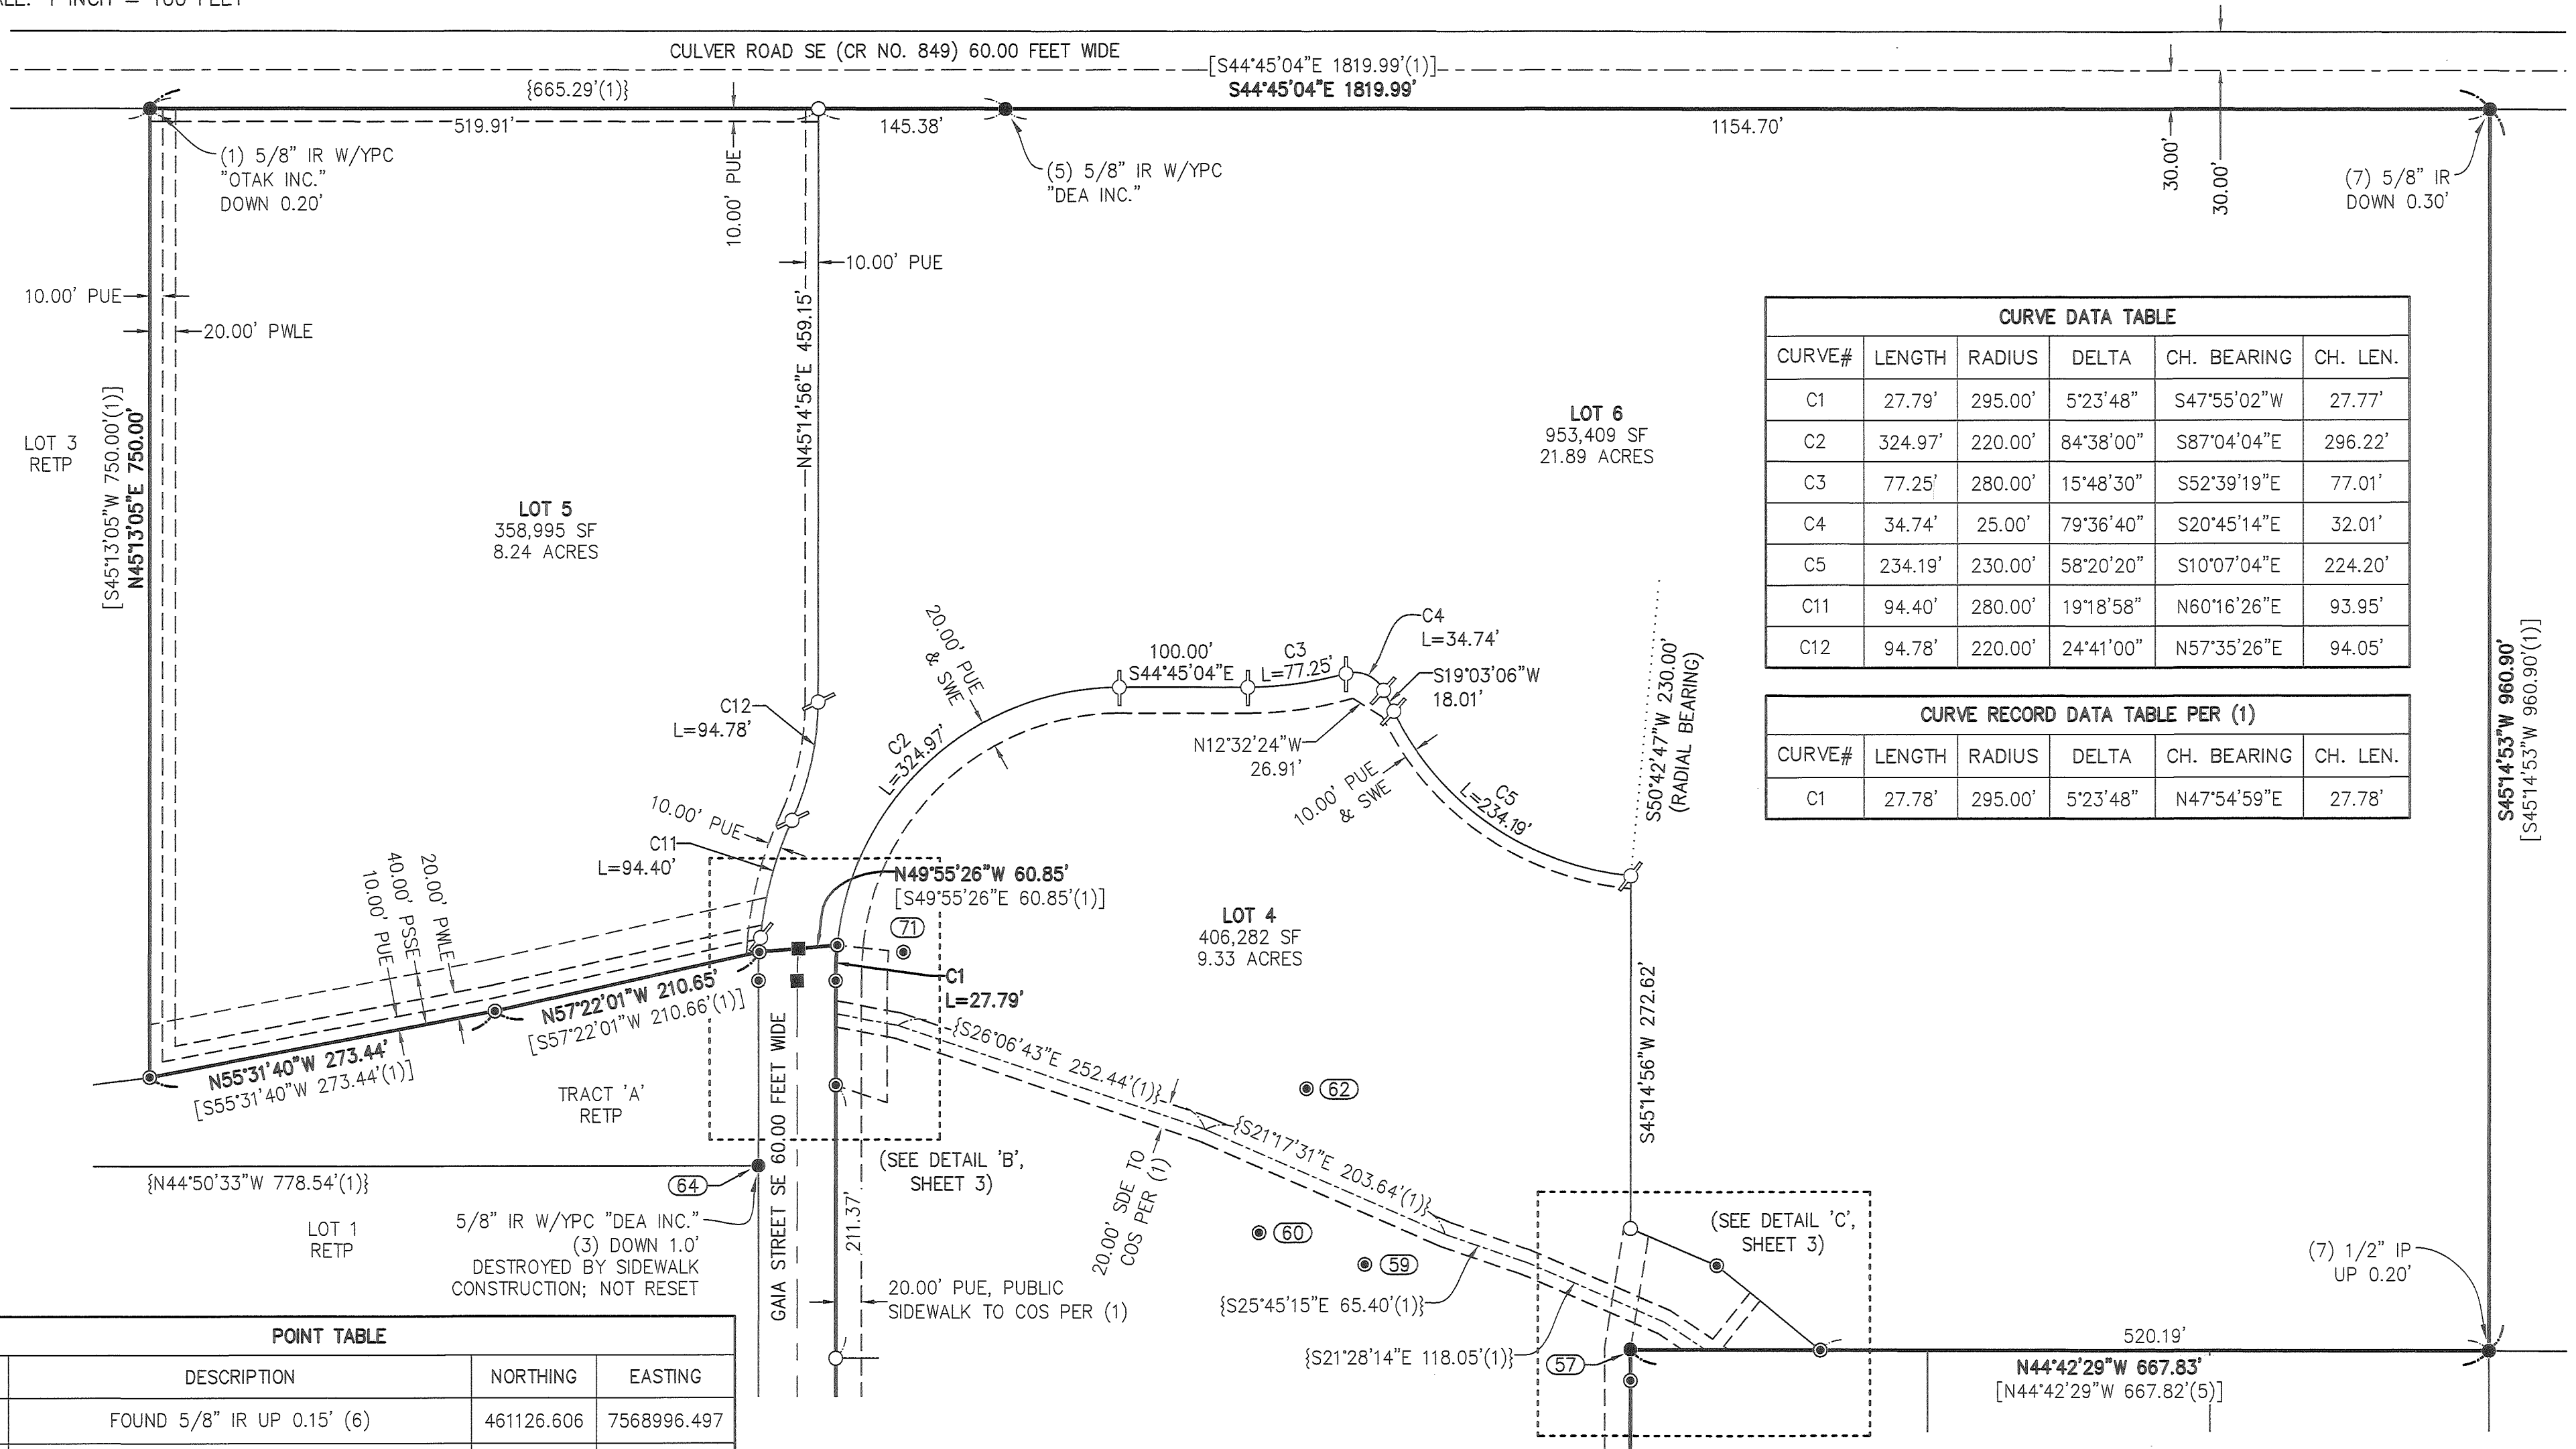 1 INCH = 100 FEET
CULVER ROAD SE (CR NO. 849) 60.00 FEET WIDE
[S44°45'04"E 1819.99'(1)]
S44°45'04"E 1819.99'
{665.29'(1)}
519.91'
145.38'
1154.70'
10.00' PUE
30.00'
30.00'
(1) 5/8" IR W/YPC
"OTAK INC."
DOWN 0.20'
(5) 5/8" IR W/YPC
"DEA INC."
(7) 5/8" IR
DOWN 0.30'
10.00' PUE
10.00' PUE
20.00' PWLE
N45°14'56"E 459.15'
[S45°13'05"W 750.00'(1)]
N45°13'05"E 750.00'
LOT 3
RETP
LOT 5
358,995 SF
8.24 ACRES
LOT 6
953,409 SF
21.89 ACRES
CURVE DATA TABLE
CURVE# LENGTH RADIUS DELTA CH. BEARING CH. LEN.
C1 27.79' 295.00' 5°23'48" S47°55'02"W 27.77'
C2 324.97' 220.00' 84°38'00" S87°04'04"E 296.22'
C3 77.25' 280.00' 15°48'30" S52°39'19"E 77.01'
C4 34.74' 25.00' 79°36'40" S20°45'14"E 32.01'
C5 234.19' 230.00' 58°20'20" S10°07'04"E 224.20'
C11 94.40' 280.00' 19°18'58" N60°16'26"E 93.95'
C12 94.78' 220.00' 24°41'00" N57°35'26"E 94.05'
CURVE RECORD DATA TABLE PER (1)
CURVE# LENGTH RADIUS DELTA CH. BEARING CH. LEN.
C1 27.78' 295.00' 5°23'48" N47°54'59"E 27.78'
S45°14'53"W 960.90'
[S45°14'53"W 960.90'(1)]
20.00' PUE
& SWE
100.00'
S44°45'04"E
C3
L=77.25'
C4
L=34.74'
S19°03'06"W
18.01'
N12°32'24"W
26.91'
S50°42'47"W 230.00'
(RADIAL BEARING)
C12
L=94.78'
C2
L=324.97'
10.00' PUE
& SWE
C5
L=234.19'
10.00' PUE
C11
L=94.40'
20.00' PWLE
40.00' PSSE
10.00' PUE
N49°55'26"W 60.85'
[S49°55'26"E 60.85'(1)]
71
LOT 4
406,282 SF
9.33 ACRES
C1
L=27.79'
N57°22'01"W 210.65'
[S57°22'01"W 210.66'(1)]
N55°31'40"W 273.44'
[S55°31'40"W 273.44'(1)]
TRACT 'A'
RETP
{S26°06'43"E 252.44'(1)}
{S21°17'31"E 203.64'(1)}
S45°14'56"W 272.62'
62
20.00' SDE TO
COS PER (1)
60
59
(SEE DETAIL 'B',
SHEET 3)
{N44°50'33"W 778.54'(1)}
64
LOT 1
RETP
5/8" IR W/YPC "DEA INC."
(3) DOWN 1.0'
DESTROYED BY SIDEWALK
CONSTRUCTION; NOT RESET
GAIA STREET SE 60.00 FEET WIDE
211.37'
20.00' PUE, PUBLIC
SIDEWALK TO COS PER (1)
{S25°45'15"E 65.40'(1)}
{S21°28'14"E 118.05'(1)}
57
(SEE DETAIL 'C',
SHEET 3)
(7) 1/2" IP
UP 0.20'
520.19'
N44°42'29"W 667.83'
[N44°42'29"W 667.82'(5)]
POINT TABLE
DESCRIPTION NORTHING EASTING
FOUND 5/8" IR UP 0.15' (6) 461126.606 7568996.497